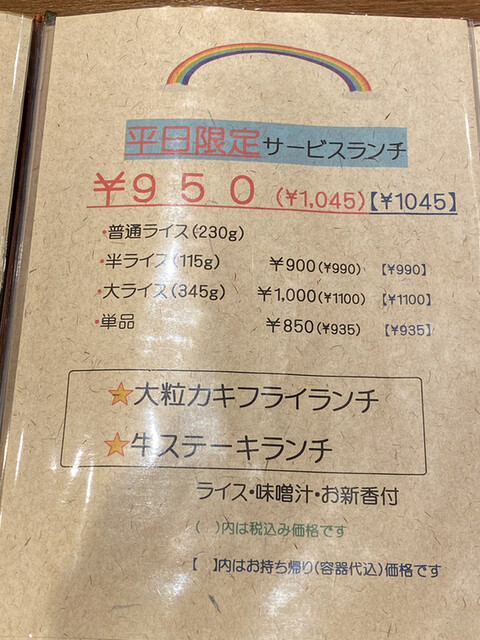 平日限定サービスランチ
¥950(¥1,045)【¥1045】
・普通ライス(230g)
・半ライス(115g) ¥900(¥990) 【¥990】
・大ライス(345g) ¥1,000(¥1100) 【¥1100】
・単品 ¥850(¥935) 【¥935】
★大粒カキフライランチ
★牛ステーキランチ
ライス・味噌汁・お新香付
( )内は税込み価格です
【 】内はお持ち帰り(容器代込)価格です